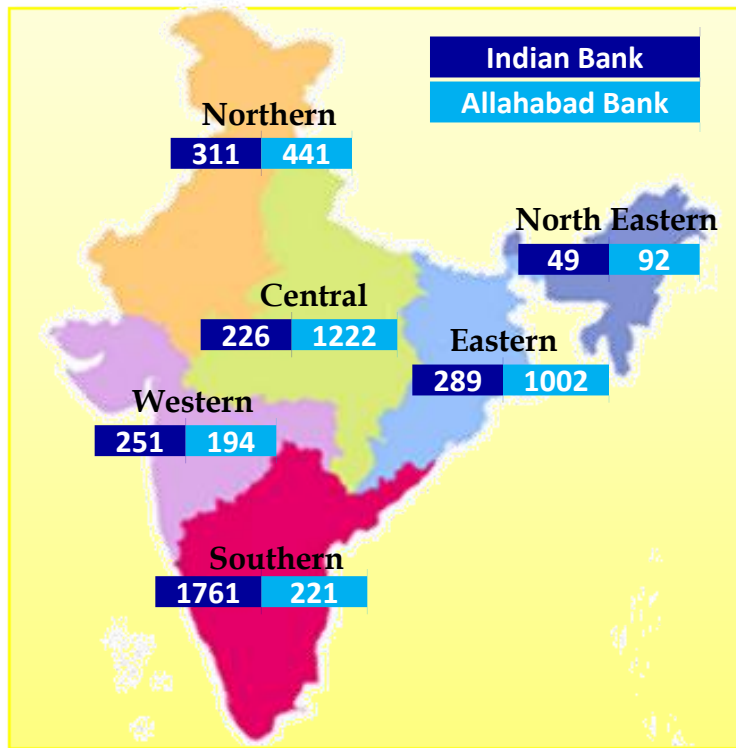 Indian Bank
Allahabad Bank
Northern
311 441
North Eastern
49 92
Central
226 1222
Eastern
289 1002
Western
251 194
Southern
1761 221